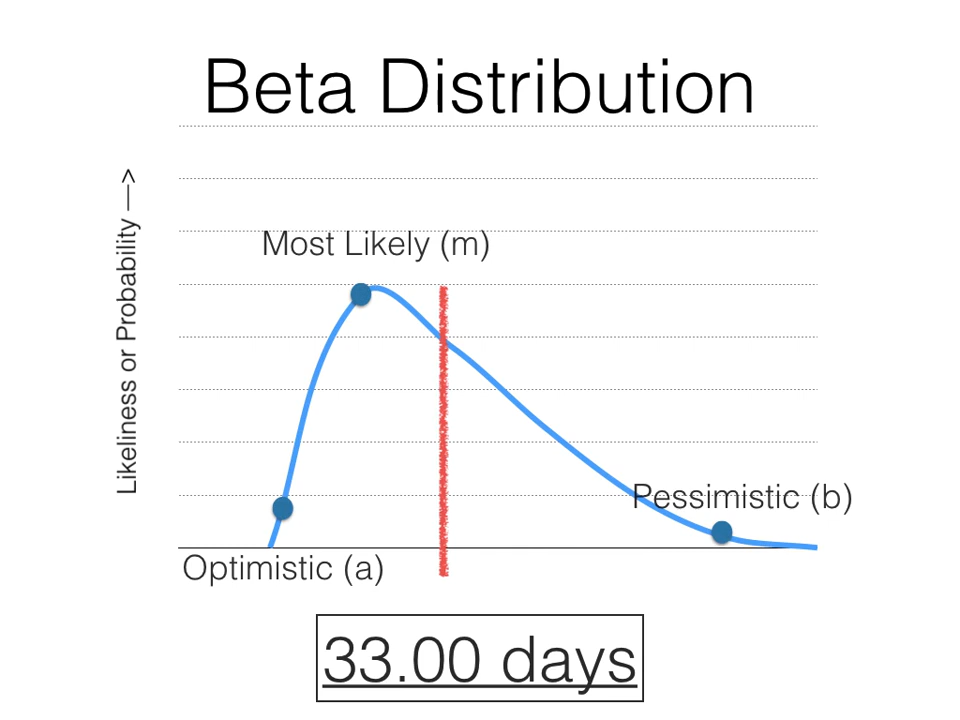 Beta Distribution
Likeliness or Probability —>
Most Likely (m)
Pessimistic (b)
Optimistic (a)
33.00 days